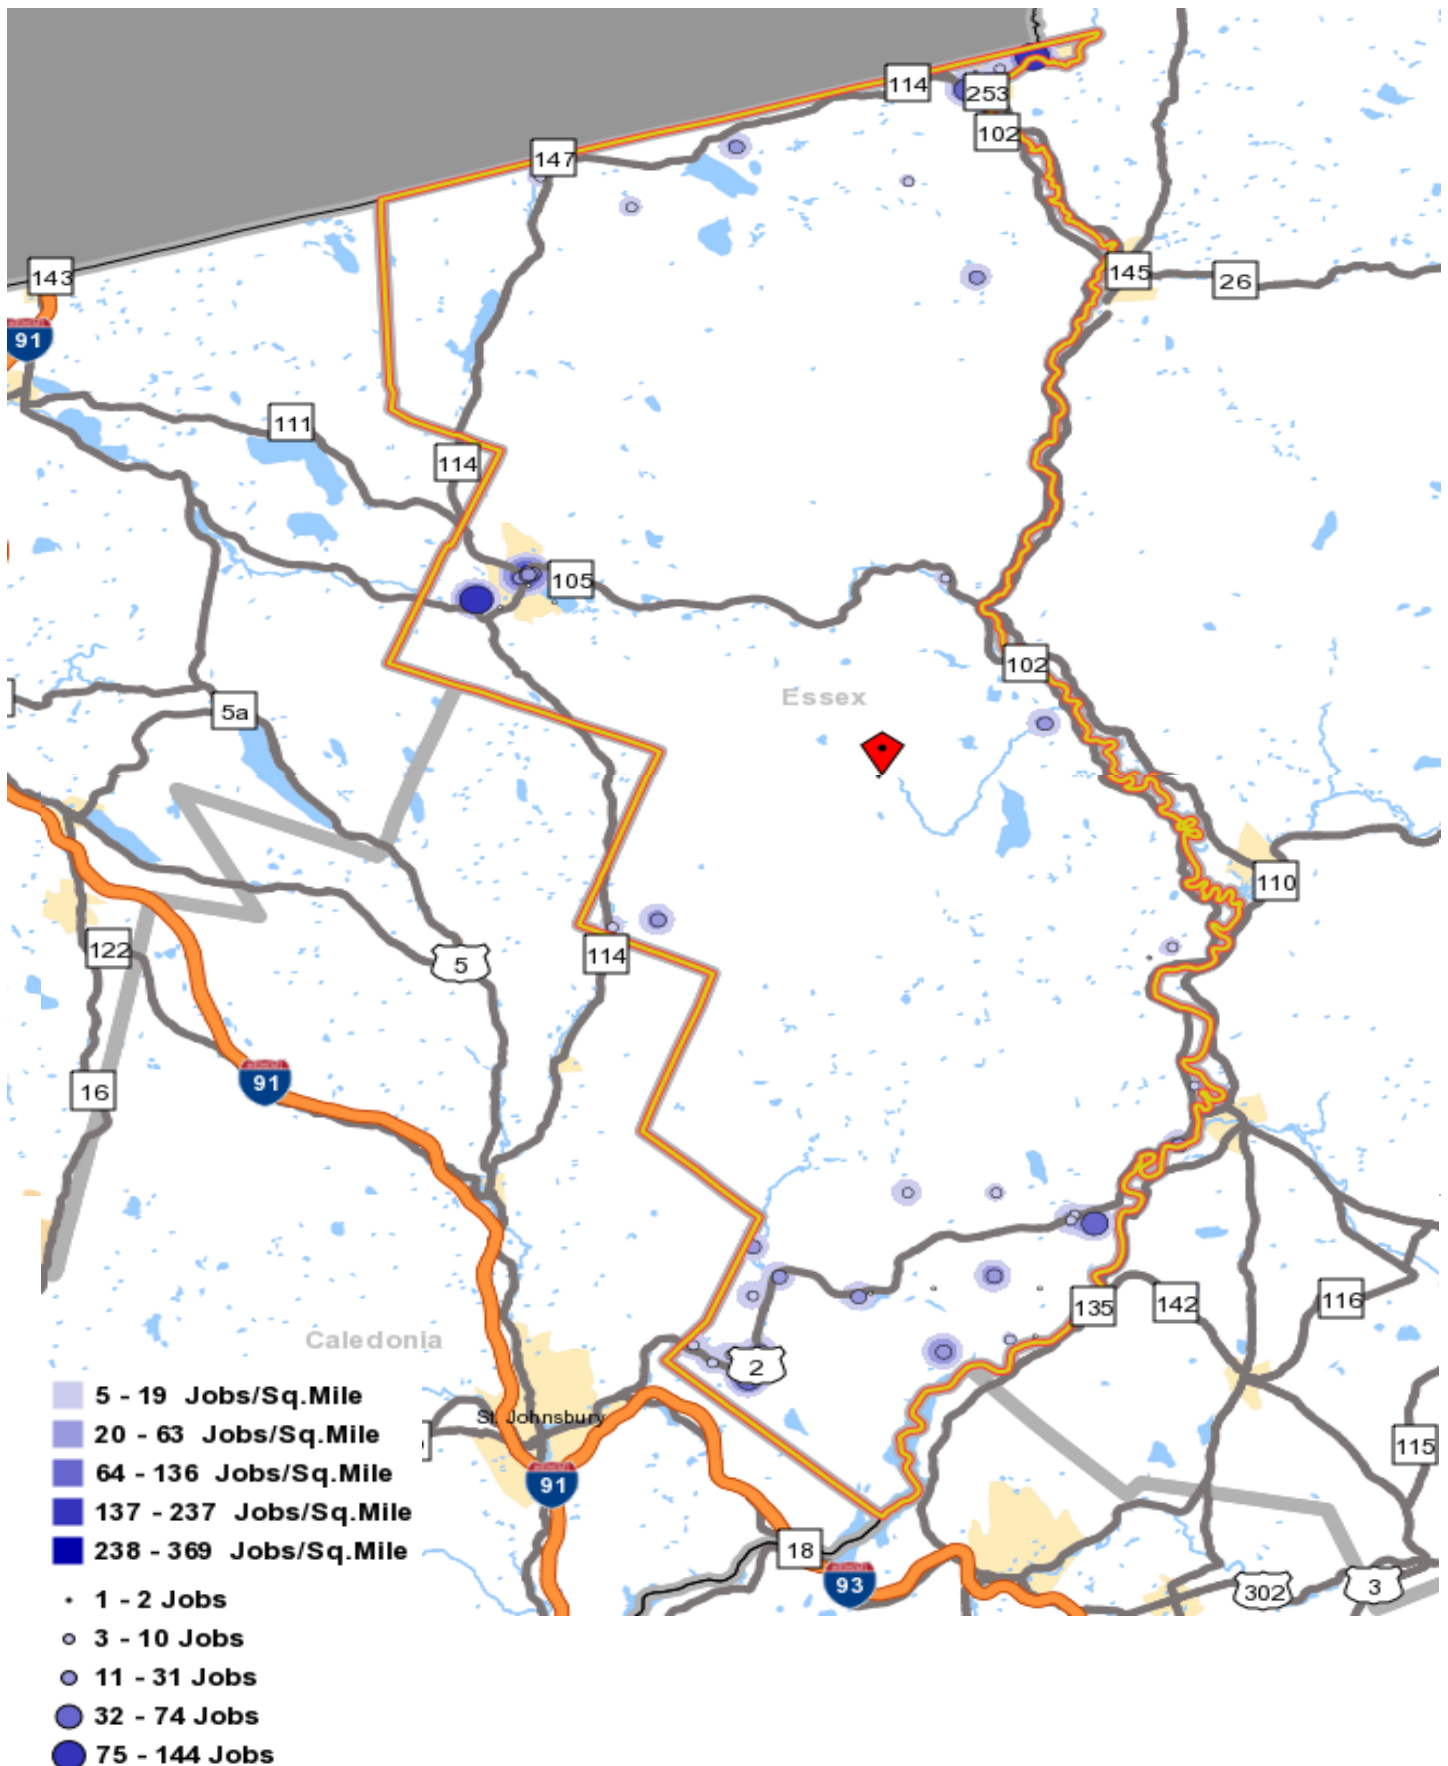 114
253
102
147
143
145
26
91
111
114
105
102
Essex
5a
110
122
5
114
91
16
135
142
116
Caledonia
2
5 - 19 Jobs/Sq.Mile
St. Johnsbury
20 - 63 Jobs/Sq.Mile
115
64 - 136 Jobs/Sq.Mile
91
137 - 237 Jobs/Sq.Mile
18
238 - 369 Jobs/Sq.Mile
93
302
3
1 - 2 Jobs
3 - 10 Jobs
11 - 31 Jobs
32 - 74 Jobs
75 - 144 Jobs